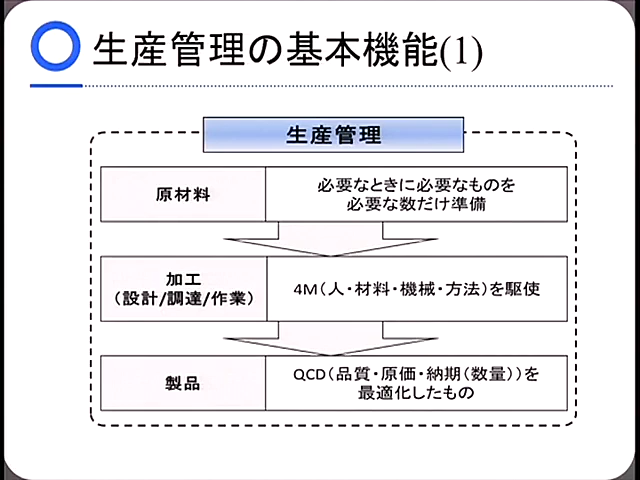 生産管理の基本機能(1)
生産管理
原材料
必要なときに必要なものを
必要な数だけ準備
加工
(設計/調達/作業)
4M(人・材料・機械・方法)を駆使
製品
QCD(品質・原価・納期(数量))を
最適化したもの